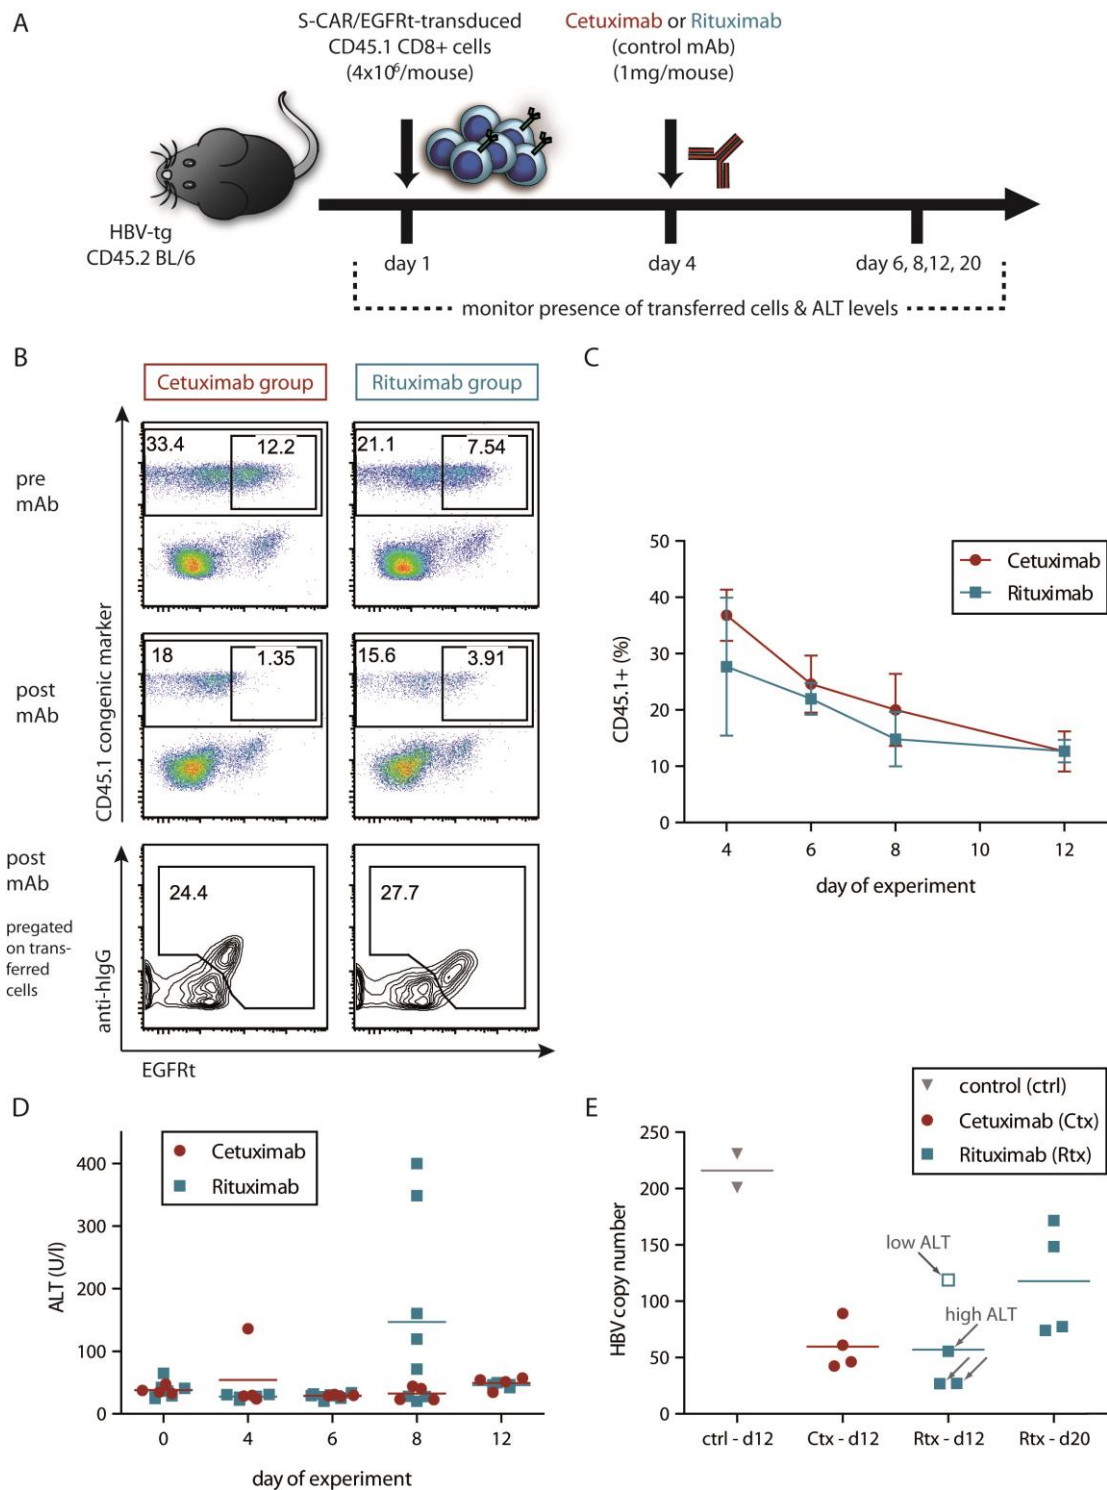 A
S-CAR/EGFRt-transduced
CD45.1 CD8+ cells
(4x10⁶/mouse)
Cetuximab or Rituximab
(control mAb)
(1mg/mouse)
HBV-tg
CD45.2 BL/6
day 1
day 4
day 6, 8,12, 20
monitor presence of transferred cells & ALT levels
B
Cetuximab group
Rituximab group
pre
mAb
33.4
12.2
21.1
7.54
post
mAb
18
1.35
15.6
3.91
CD45.1 congenic marker
post
mAb
pregated
on trans-
ferred
cells
24.4
27.7
anti-hIgG
EGFRt
C
50
40
30
20
10
0
CD45.1+ (%)
Cetuximab
Rituximab
4
6
8
10
12
day of experiment
D
Cetuximab
Rituximab
400
300
200
100
0
ALT (U/l)
0
4
6
8
12
day of experiment
E
control (ctrl)
Cetuximab (Ctx)
Rituximab (Rtx)
250
200
150
100
50
0
HBV copy number
low ALT
high ALT
ctrl - d12
Ctx - d12
Rtx - d12
Rtx - d20